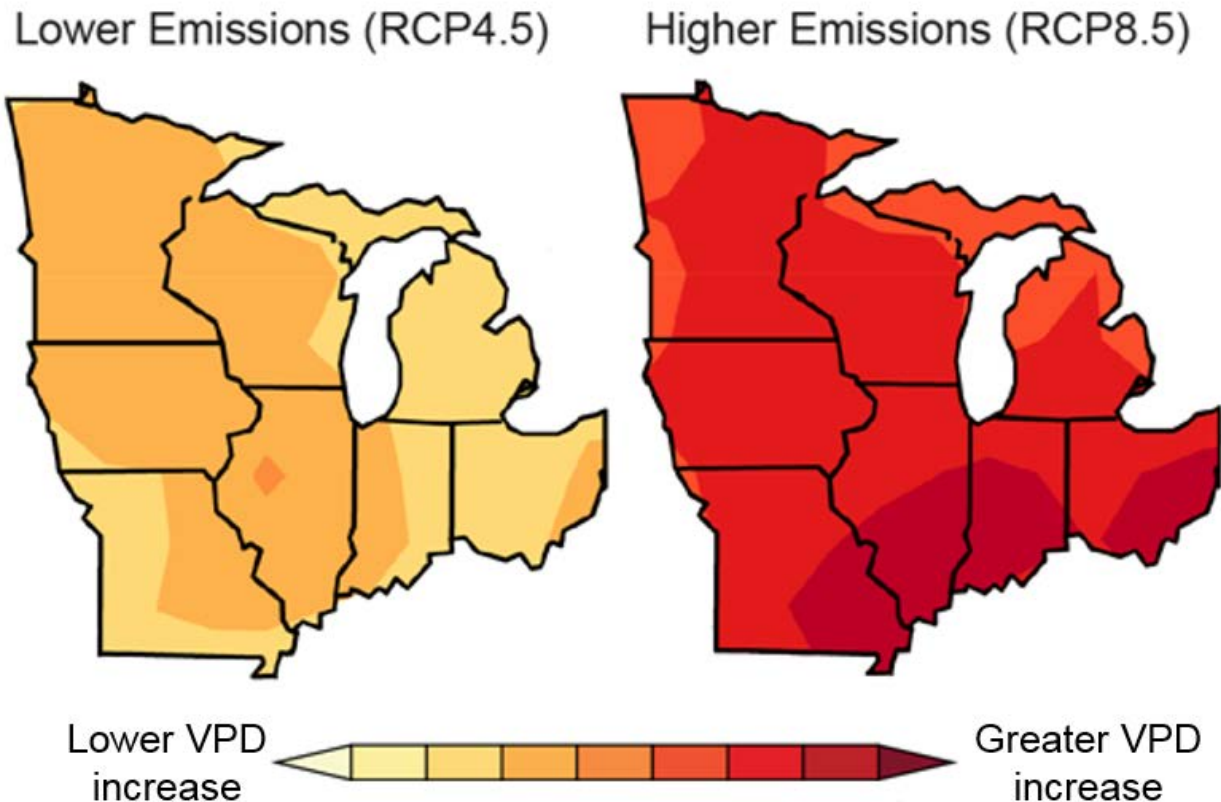 Lower Emissions (RCP4.5)
Higher Emissions (RCP8.5)
Lower VPD
increase
Greater VPD
increase